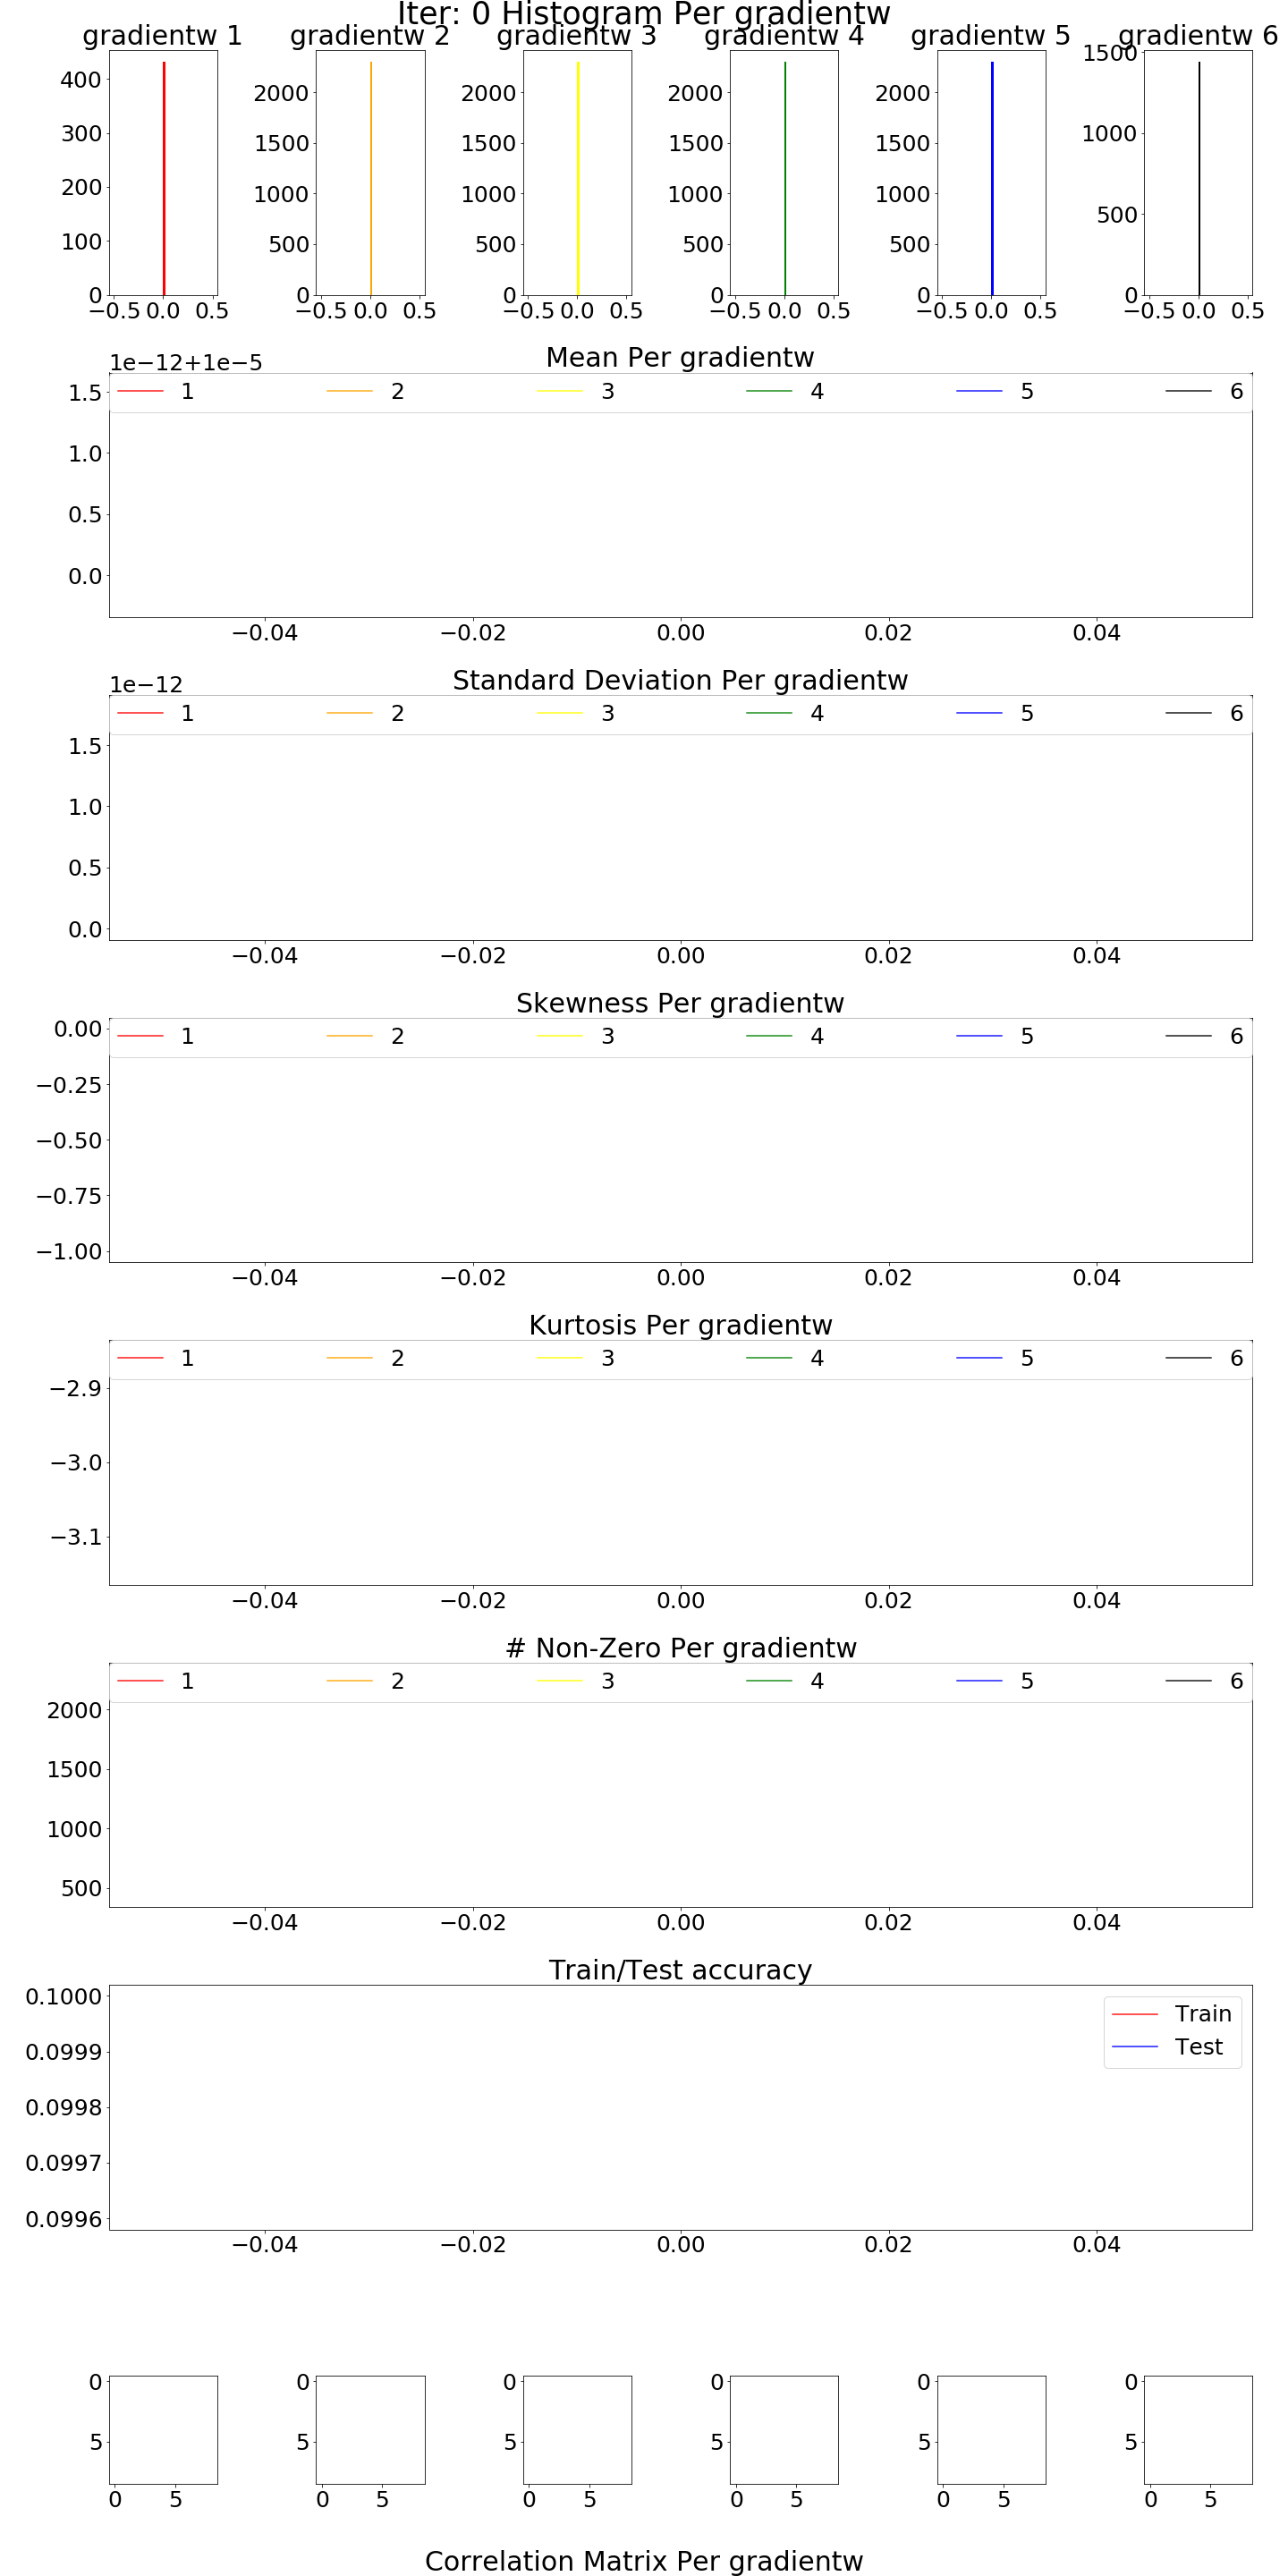 Iter: 0 Histogram Per gradientw
gradientw 1 gradientw 2 gradientw 3 gradientw 4 gradientw 5 gradientw 6
400 2000 2000 2000 2000 1500
300 1500 1500 1500 1500 1000
200 1000 1000 1000 1000 500
100 500 500 500 500
0 0 0 0 0 0
−0.5 0.0 0.5 −0.5 0.0 0.5 −0.5 0.0 0.5 −0.5 0.0 0.5 −0.5 0.0 0.5 −0.5 0.0 0.5
Mean Per gradientw
1e−12+1e−5
1 2 3 4 5 6
1.5
1.0
0.5
0.0
−0.04 −0.02 0.00 0.02 0.04
Standard Deviation Per gradientw
1e−12
1 2 3 4 5 6
1.5
1.0
0.5
0.0
−0.04 −0.02 0.00 0.02 0.04
Skewness Per gradientw
1 2 3 4 5 6
0.00
−0.25
−0.50
−0.75
−1.00
−0.04 −0.02 0.00 0.02 0.04
Kurtosis Per gradientw
1 2 3 4 5 6
−2.9
−3.0
−3.1
−0.04 −0.02 0.00 0.02 0.04
# Non-Zero Per gradientw
1 2 3 4 5 6
2000
1500
1000
500
−0.04 −0.02 0.00 0.02 0.04
Train/Test accuracy
Train
Test
0.1000
0.0999
0.0998
0.0997
0.0996
−0.04 −0.02 0.00 0.02 0.04
0 0 0 0 0 0
5 5 5 5 5 5
0 5 0 5 0 5 0 5 0 5 0 5
Correlation Matrix Per gradientw